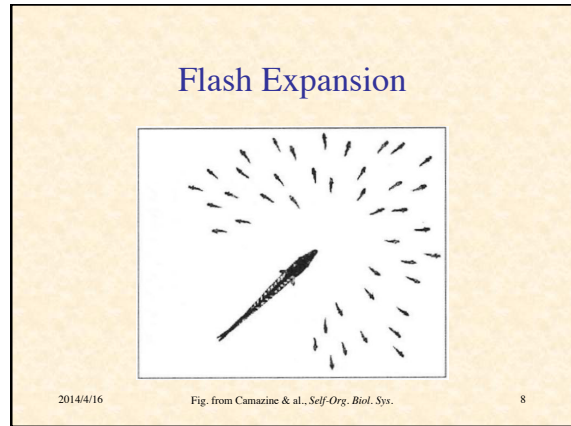 Flash Expansion
2014/4/16 Fig. from Camazine & al., Self-Org. Biol. Sys. 8